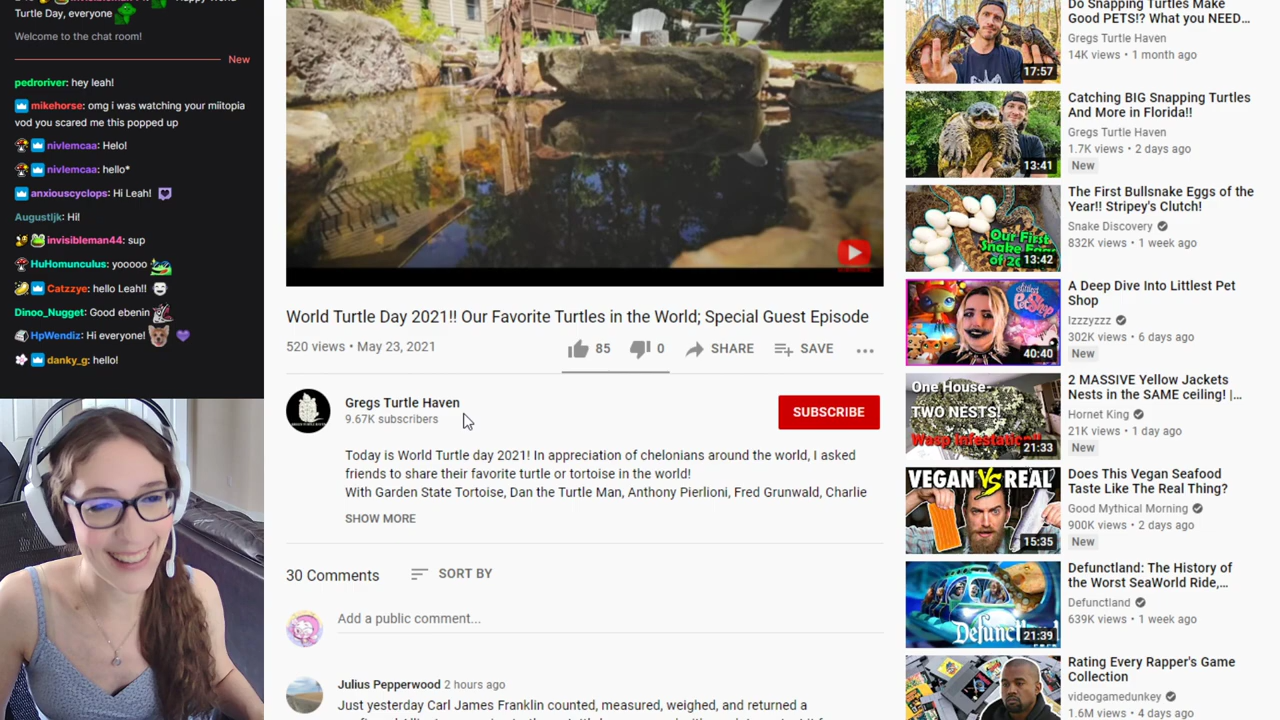 Turtle Day, everyone
Welcome to the chat room!
New
pedroriver: hey leah!
mikehorse: omg i was watching your miitopia
vod you scared me this popped up
nivlemcaa: Helo!
nivlemcaa: hello*
anxiouscyclops: Hi Leah!
Augustljk: Hi!
invisibleman44: sup
HuHomunculus: yooooo
Catzzye: hello Leah!!
Dinoo_Nugget: Good ebenin
HpWendiz: Hi everyone!
danky_g: hello!
World Turtle Day 2021!! Our Favorite Turtles in the World; Special Guest Episode
520 views • May 23, 2021
85
0
SHARE
SAVE
Gregs Turtle Haven
9.67K subscribers
SUBSCRIBE
Today is World Turtle day 2021! In appreciation of chelonians around the world, I asked
friends to share their favorite turtle or tortoise in the world!
With Garden State Tortoise, Dan the Turtle Man, Anthony Pierlioni, Fred Grunwald, Charlie
SHOW MORE
30 Comments
SORT BY
Add a public comment...
Julius Pepperwood 2 hours ago
Just yesterday Carl James Franklin counted, measured, weighed, and returned a
17:57
Do Snapping Turtles Make
Good PETS!? What you NEED...
Gregs Turtle Haven
14K views • 1 month ago
13:41
Catching BIG Snapping Turtles
And More in Florida!!
Gregs Turtle Haven
1.7K views • 2 days ago
New
Our First
Snake Eggs
of 20
13:42
The First Bullsnake Eggs of the
Year!! Stripey's Clutch!
Snake Discovery
832K views • 1 week ago
littlest
Pet Shop
40:40
A Deep Dive Into Littlest Pet
Shop
Izzzyzzz
302K views • 6 days ago
New
One House-
TWO NESTS!
Wasp Infestation
21:33
2 MASSIVE Yellow Jackets
Nests in the SAME ceiling! |...
Hornet King
21K views • 1 day ago
New
VEGAN VS REAL
15:35
Does This Vegan Seafood
Taste Like The Real Thing?
Good Mythical Morning
900K views • 2 days ago
New
Defunctl
21:39
Defunctland: The History of
the Worst SeaWorld Ride,...
Defunctland
639K views • 1 week ago
Rating Every Rapper's Game
Collection
videogamedunkey
1.6M views • 4 days ago